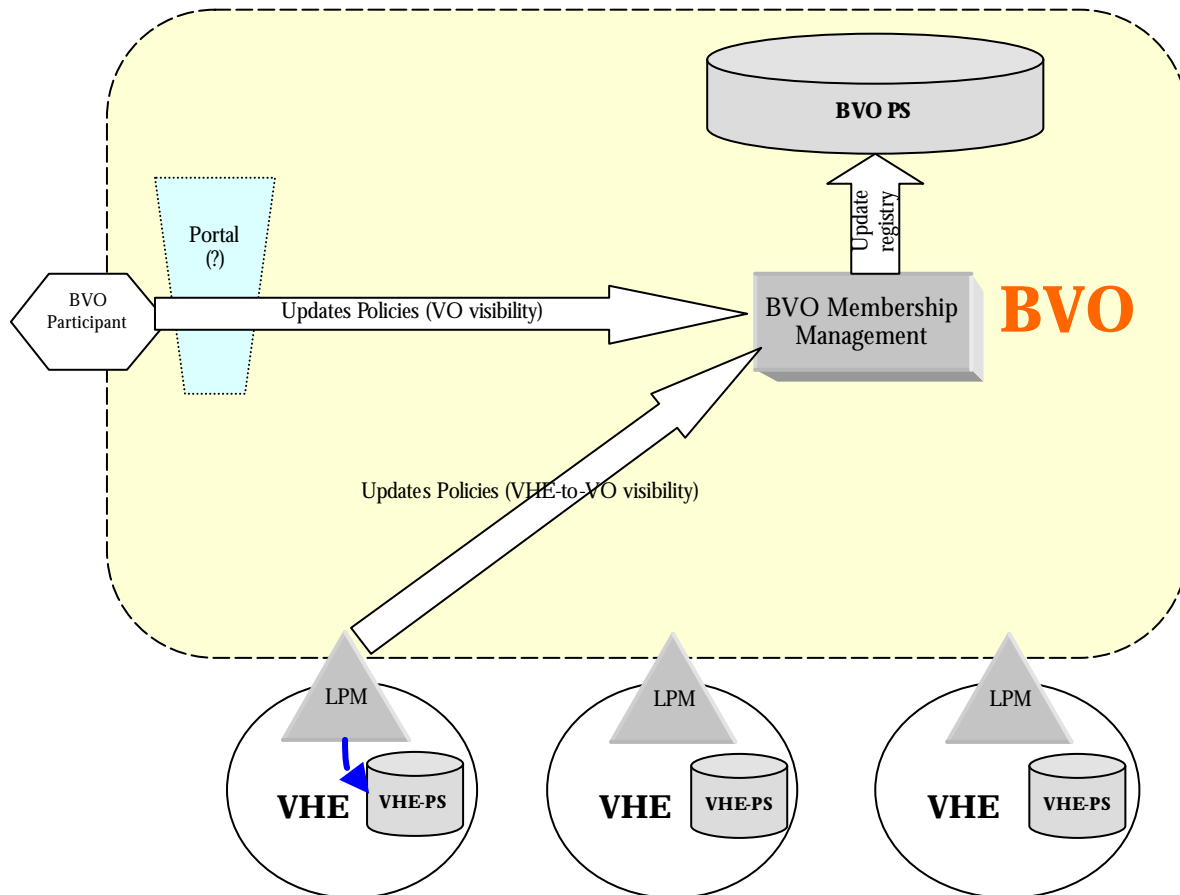 BVO PS
Update
registry
Portal
(?)
BVO
Participant
Updates Policies (VO visibility)
BVO Membership
Management
BVO
Updates Policies (VHE-to-VO visibility)
LPM
LPM
LPM
VHE
VHE-PS
VHE
VHE-PS
VHE
VHE-PS